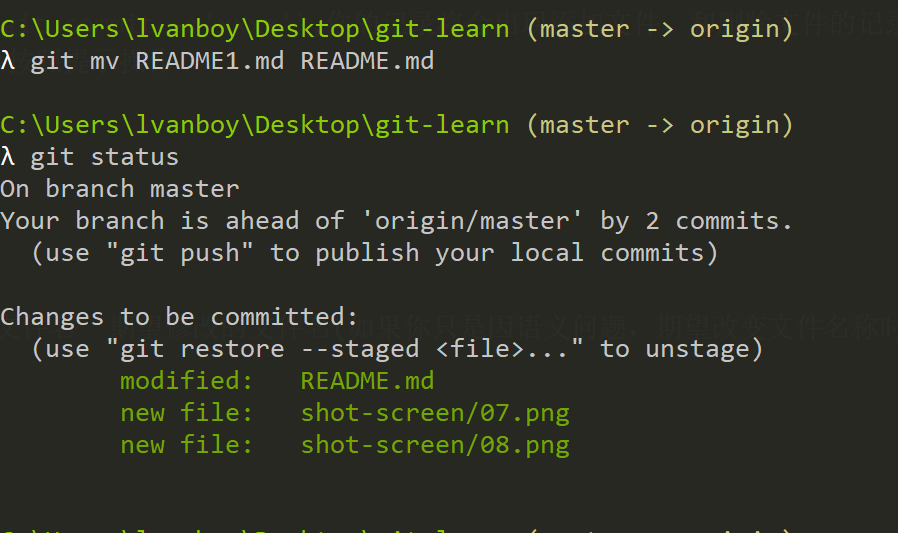 C:\Users\lvanboy\Desktop\git-learn (master -> origin)
λ git mv README1.md README.md
C:\Users\lvanboy\Desktop\git-learn (master -> origin)
λ git status
On branch master
Your branch is ahead of 'origin/master' by 2 commits.
(use "git push" to publish your local commits)
Changes to be committed:
(use "git restore --staged <file>..." to unstage)
modified: README.md
new file: shot-screen/07.png
new file: shot-screen/08.png